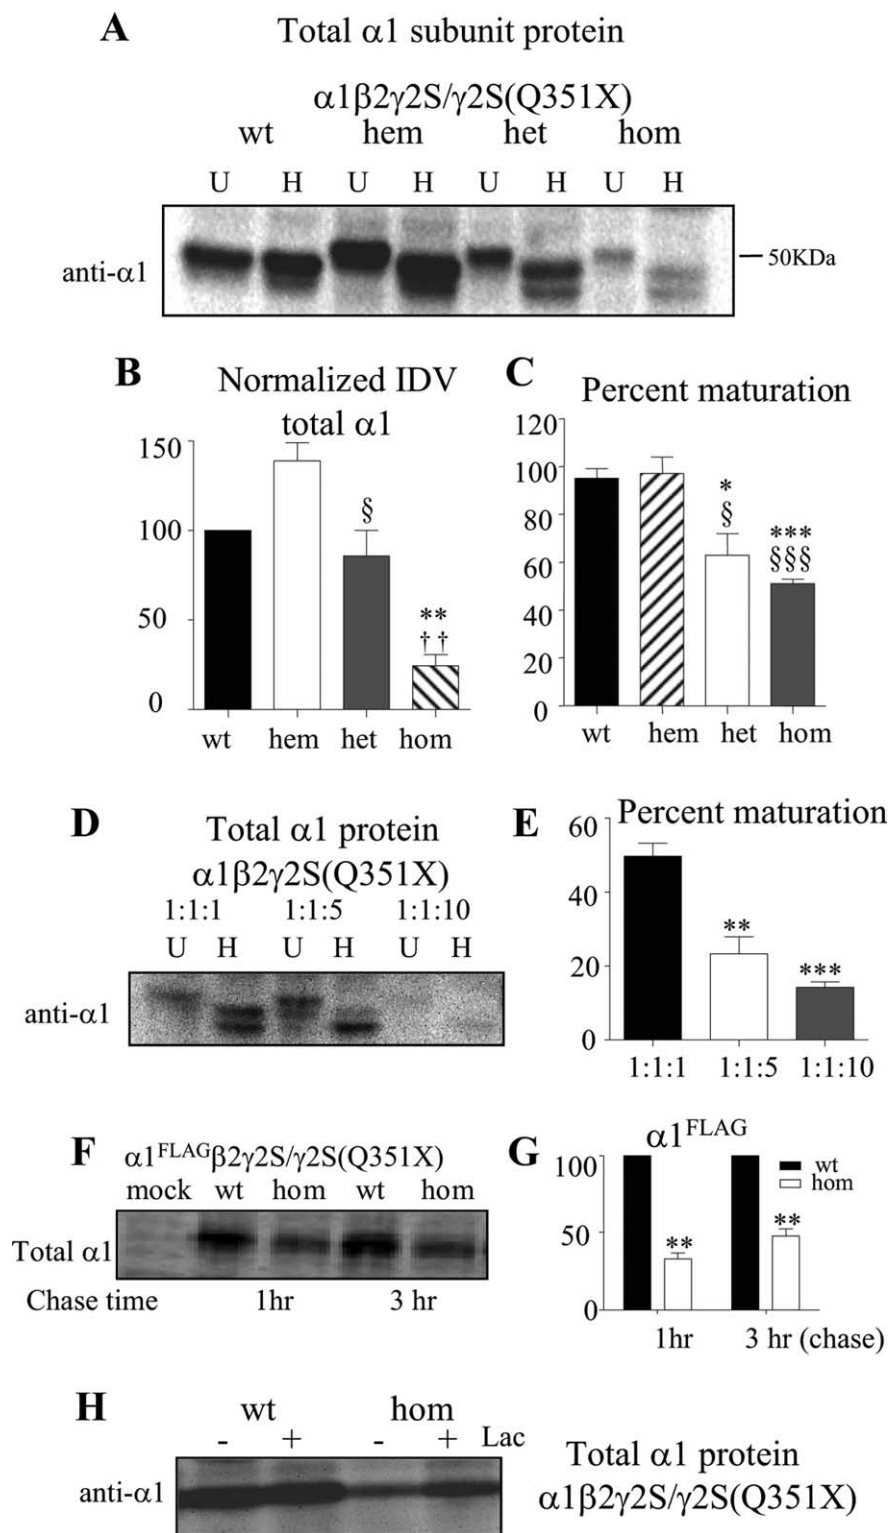 A Total α1 subunit protein
α1β2γ2S/γ2S(Q351X)
wt hem het hom
U H U H U H U H
anti-α1
50KDa
B Normalized IDV
total α1
150
100
50
0
§
**
††
wt hem het hom
C Percent maturation
120
100
80
60
40
20
0
*
§
***
§§§
wt hem het hom
D Total α1 protein
α1β2γ2S(Q351X)
1:1:1 1:1:5 1:1:10
U H U H U H
anti-α1
E Percent maturation
60
40
20
0
**
***
1:1:1 1:1:5 1:1:10
F α1FLAGβ2γ2S/γ2S(Q351X)
mock wt hom wt hom
Total α1
Chase time 1hr 3 hr
G α1FLAG
100
50
0
wt
hom
**
**
1hr 3 hr (chase)
H wt hom
- + - + Lac
anti-α1
Total α1 protein
α1β2γ2S/γ2S(Q351X)